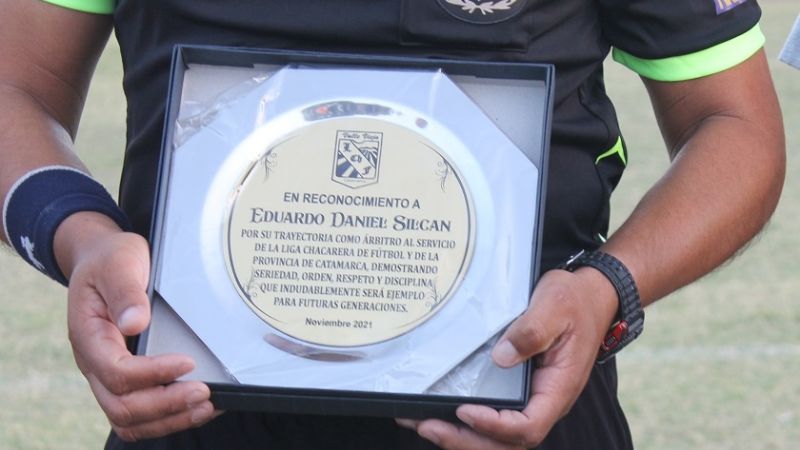 Valle Viejo
L Ch F
EN RECONOCIMIENTO A
EDUARDO DANIEL SILCAN
POR SU TRAYECTORIA COMO ÁRBITRO AL SERVICIO
DE LA LIGA CHACARERA DE FÚTBOL Y DE LA
PROVINCIA DE CATAMARCA, DEMOSTRANDO
SERIEDAD, ORDEN, RESPETO Y DISCIPLINA
QUE INDUDABLEMENTE SERÁ EJEMPLO
PARA FUTURAS GENERACIONES.
Noviembre 2021